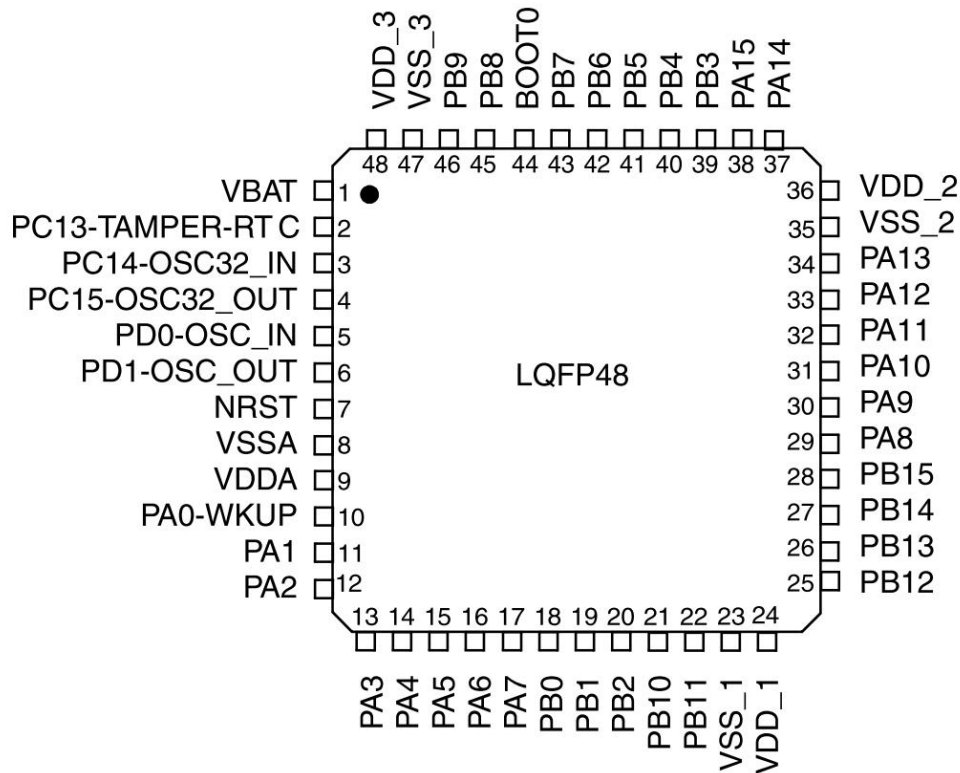 VDD_3
VSS_3
PB9
PB8
BOOT0
PB7
PB6
PB5
PB4
PB3
PA15
PA14
48 47 46 45 44 43 42 41 40 39 38 37
VBAT 1
PC13-TAMPER-RT C 2
PC14-OSC32_IN 3
PC15-OSC32_OUT 4
PD0-OSC_IN 5
PD1-OSC_OUT 6
NRST 7
VSSA 8
VDDA 9
PA0-WKUP 10
PA1 11
PA2 12
LQFP48
36 VDD_2
35 VSS_2
34 PA13
33 PA12
32 PA11
31 PA10
30 PA9
29 PA8
28 PB15
27 PB14
26 PB13
25 PB12
13 14 15 16 17 18 19 20 21 22 23 24
PA3
PA4
PA5
PA6
PA7
PB0
PB1
PB2
PB10
PB11
VSS_1
VDD_1